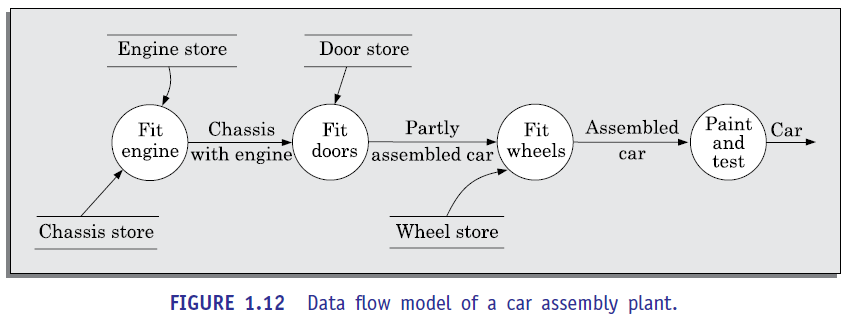 Engine store
Door store
Fit
engine
Chassis
with engine
Fit
doors
Partly
assembled car
Fit
wheels
Assembled
car
Paint
and
test
Car
Chassis store
Wheel store
FIGURE 1.12 Data flow model of a car assembly plant.